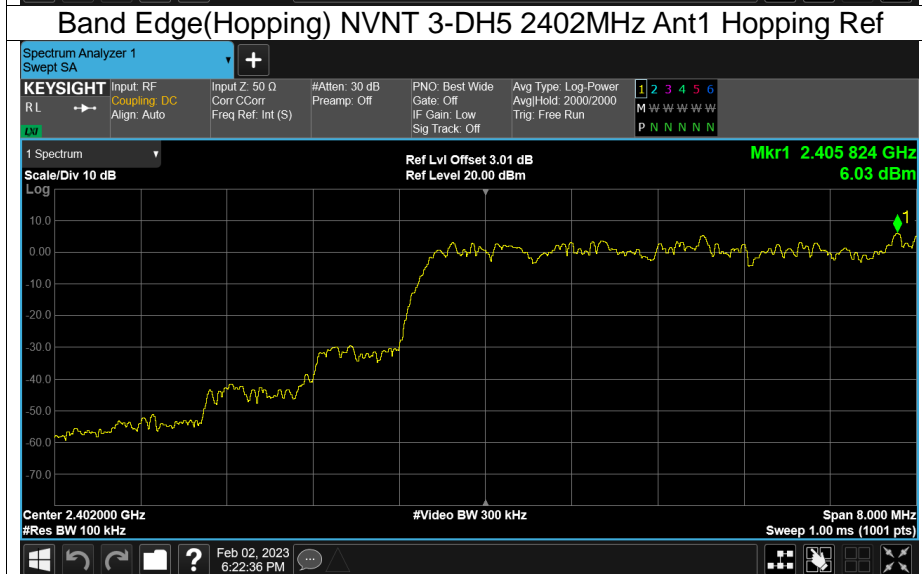 Band Edge(Hopping) NVNT 3-DH5 2402MHz Ant1 Hopping Ref
Spectrum Analyzer 1
Swept SA
KEYSIGHT
R L
LXI
Input: RF
Coupling: DC
Align: Auto
Input Z: 50 Ω
Corr CCorr
Freq Ref: Int (S)
#Atten: 30 dB
Preamp: Off
PNO: Best Wide
Gate: Off
IF Gain: Low
Sig Track: Off
Avg Type: Log-Power
Avg|Hold: 2000/2000
Trig: Free Run
1 2 3 4 5 6
M W W W W W
P N N N N N
1 Spectrum
Scale/Div 10 dB
Ref Lvl Offset 3.01 dB
Ref Level 20.00 dBm
Mkr1 2.405 824 GHz
6.03 dBm
Log
1
10.0
0.00
-10.0
-20.0
-30.0
-40.0
-50.0
-60.0
-70.0
Center 2.402000 GHz
#Video BW 300 kHz
Span 8.000 MHz
#Res BW 100 kHz
Sweep 1.00 ms (1001 pts)
?
Feb 02, 2023
6:22:36 PM